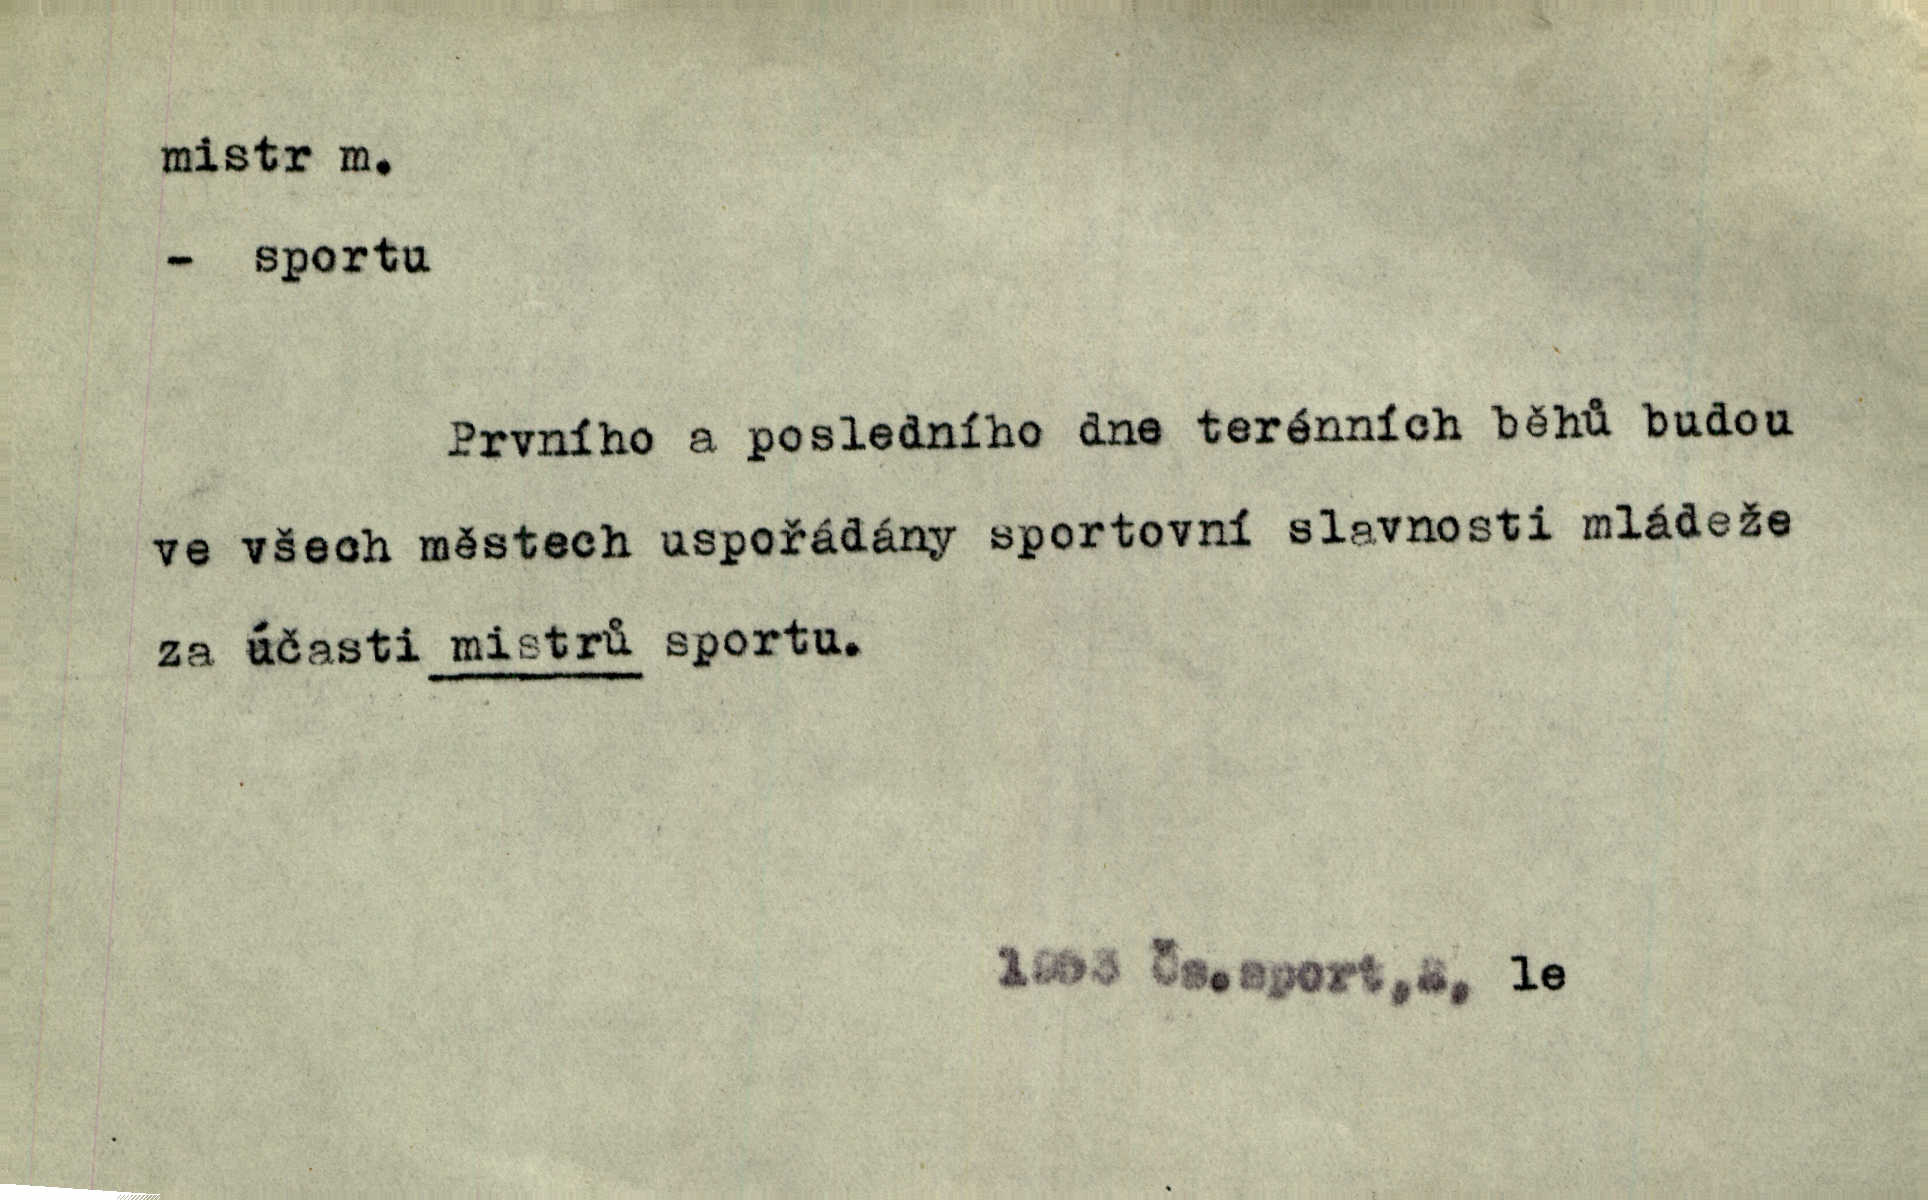 mistr m.
- sportu
Prvního a posledního dne terénních běhů budou
ve všech městech uspořádány sportovní slavnosti mládeže
za účasti mistrů sportu.
Čs.sport, le